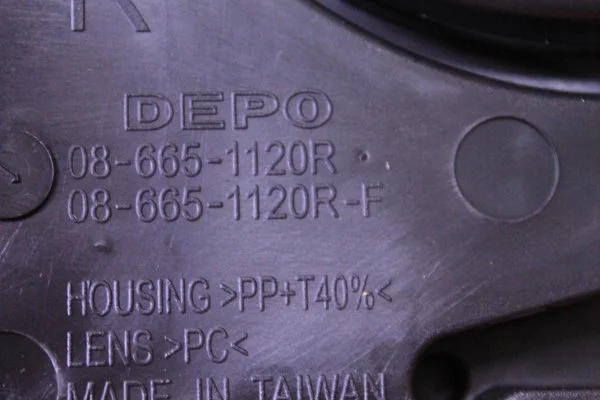 R
DEPO
08-665-1120R
08-665-1120R-F
HOUSING >PP+T40%<
LENS >PC<
MADE IN TAIWAN